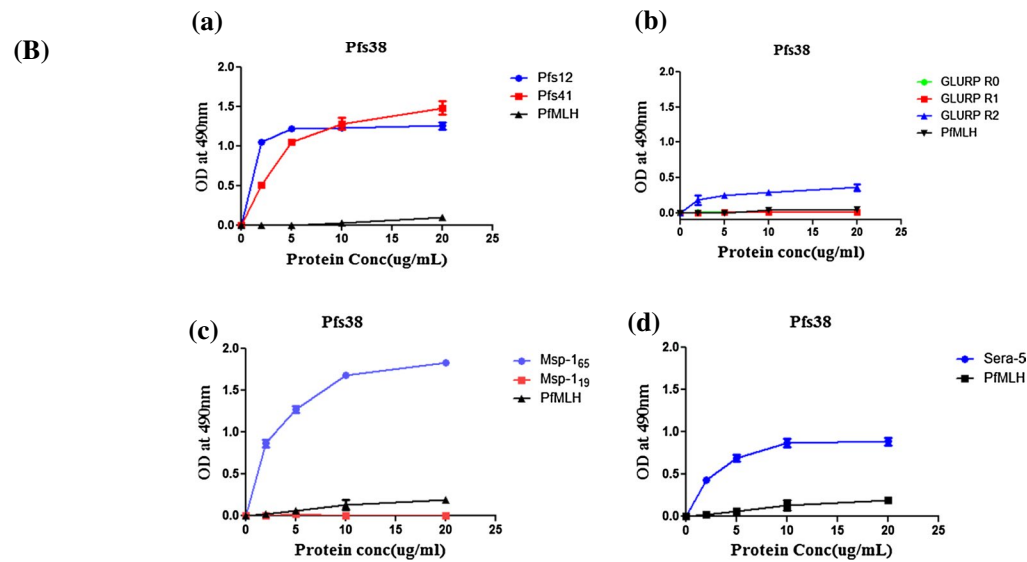 (B)
(a)
Pfs38
OD at 490nm
2.0
1.5
1.0
0.5
0.0
0 5 10 15 20 25
Protein Conc(ug/mL)
Pfs12
Pfs41
PfMLH
(b)
Pfs38
OD at 490nm
2.0
1.5
1.0
0.5
0.0
0 5 10 15 20 25
Protein conc(ug/ml)
GLURP R0
GLURP R1
GLURP R2
PfMLH
(c)
Pfs38
OD at 490nm
2.0
1.5
1.0
0.5
0.0
0 5 10 15 20 25
Protein conc(ug/ml)
Msp-1₆₅
Msp-1₁₉
PfMLH
(d)
Pfs38
OD at 490nm
2.0
1.5
1.0
0.5
0.0
0 5 10 15 20 25
Protein Conc(ug/mL)
Sera-5
PfMLH